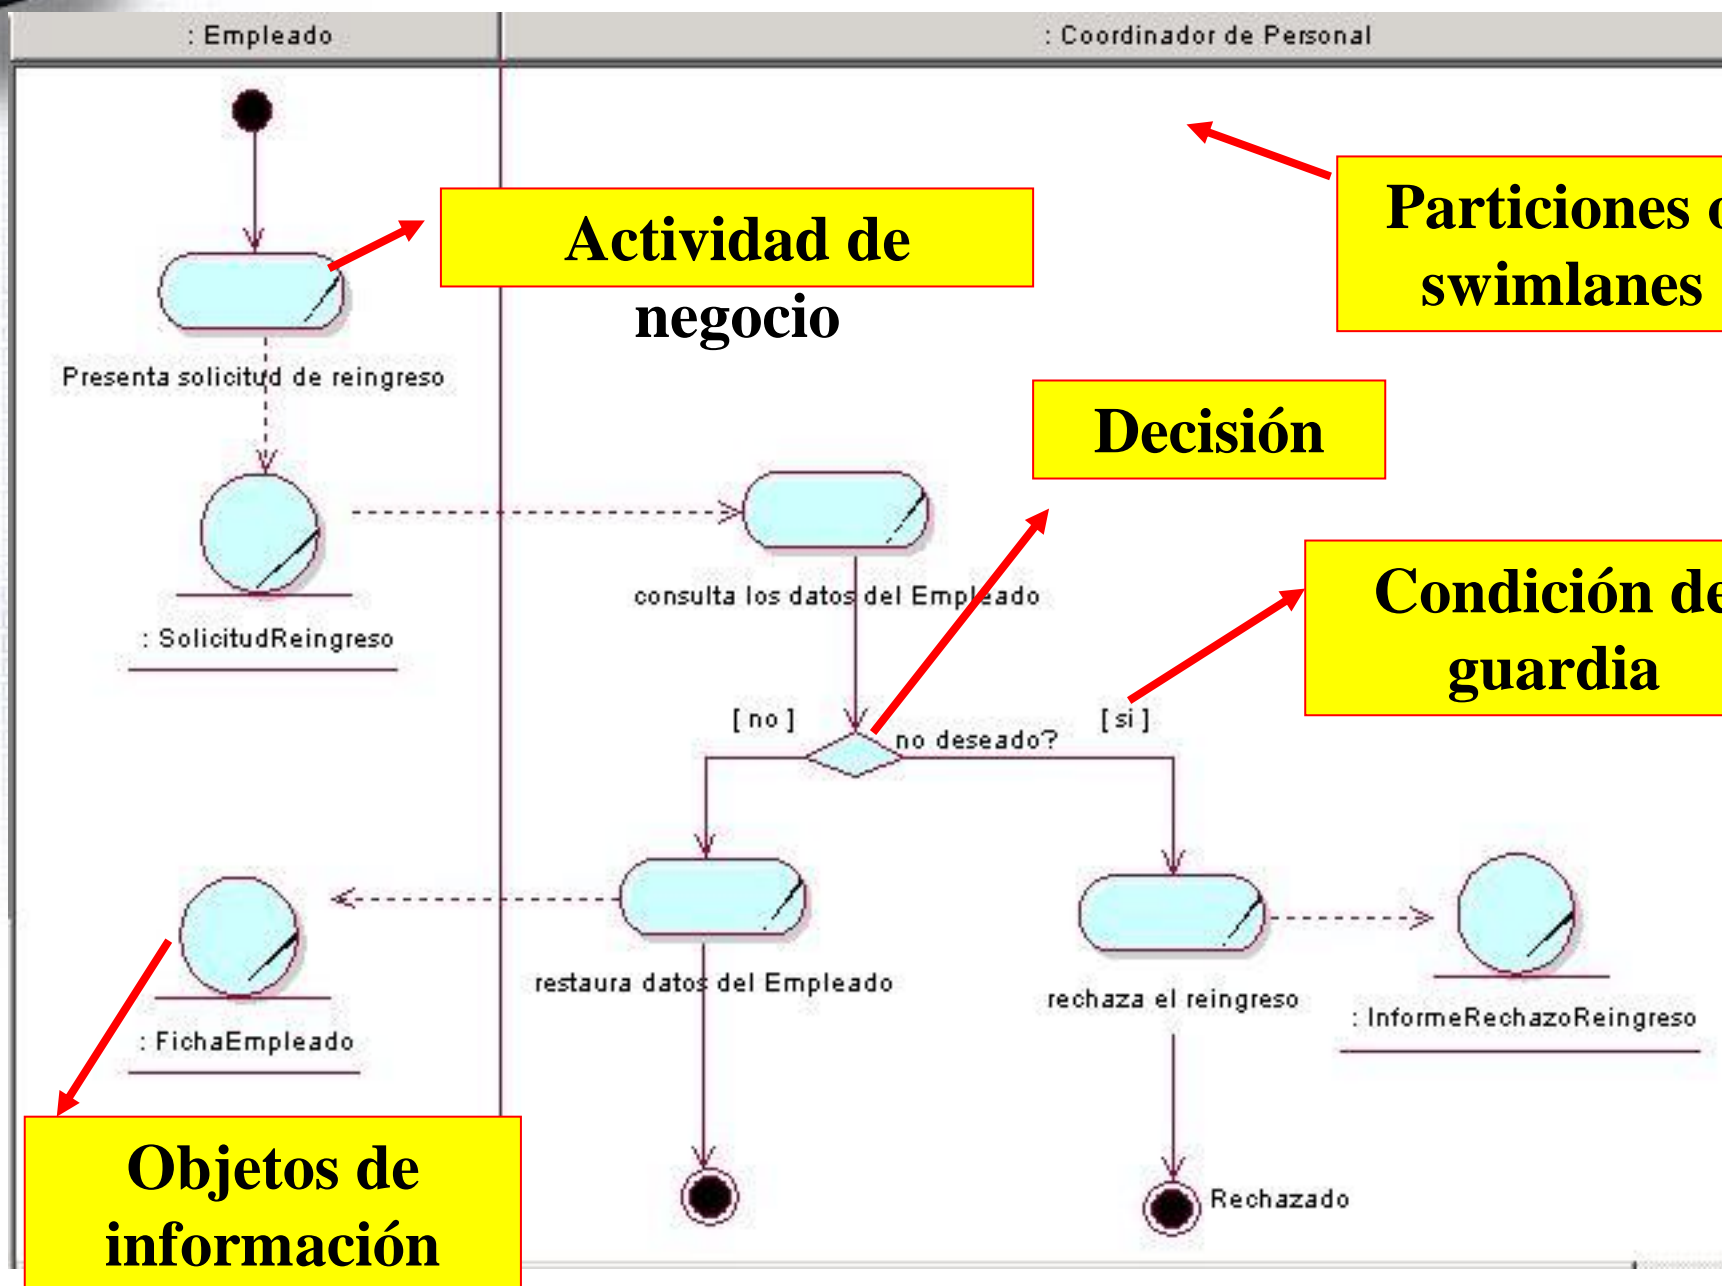 : Empleado
: Coordinador de Personal
Particiones o
swimlanes
Actividad de
negocio
Presenta solicitud de reingreso
Decisión
consulta los datos del Empleado
: SolicitudReingreso
Condición de
guardia
[ no ]
no deseado?
[ si ]
restaura datos del Empleado
rechaza el reingreso
: InformeRechazoReingreso
: FichaEmpleado
Objetos de
información
Rechazado